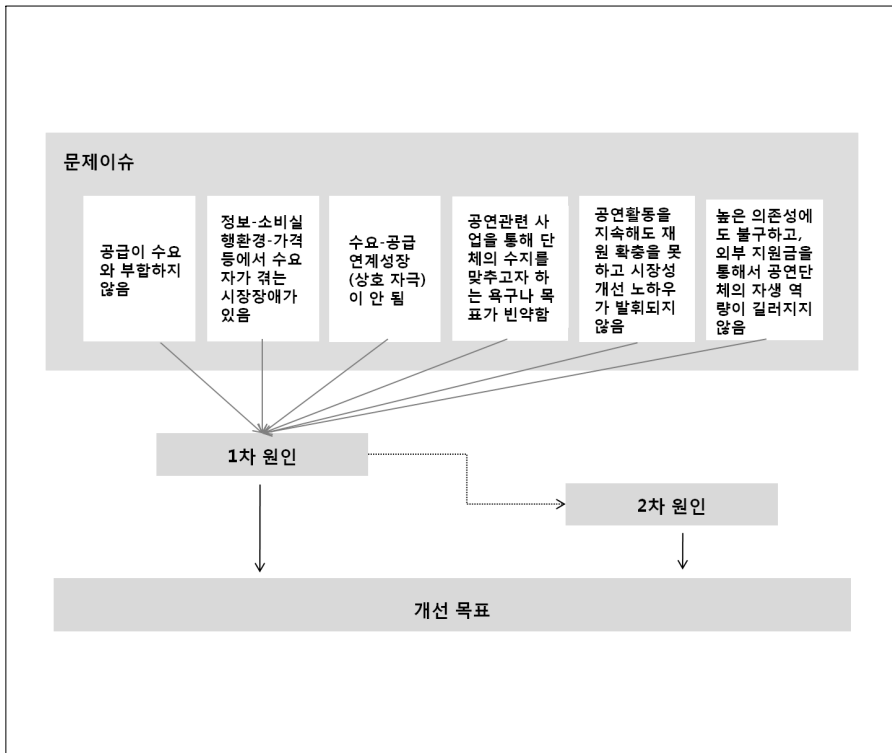 문제이슈
공급이 수요
와 부합하지
않음
정보-소비실
행환경-가격
등에서 수요
자가 겪는
시장장애가
있음
수요-공급
연계성장
(상호 자극)
이 안 됨
공연관련 사
업을 통해 단
체의 수지를
맞추고자 하
는 욕구나 목
표가 빈약함
공연활동을
지속해도 재
원 확충을 못
하고 시장성
개선 노하우
가 발휘되지
않음
높은 의존성에
도 불구하고,
외부 지원금을
통해서 공연단
체의 자생 역
량이 길러지지
않음
1차 원인
2차 원인
개선 목표